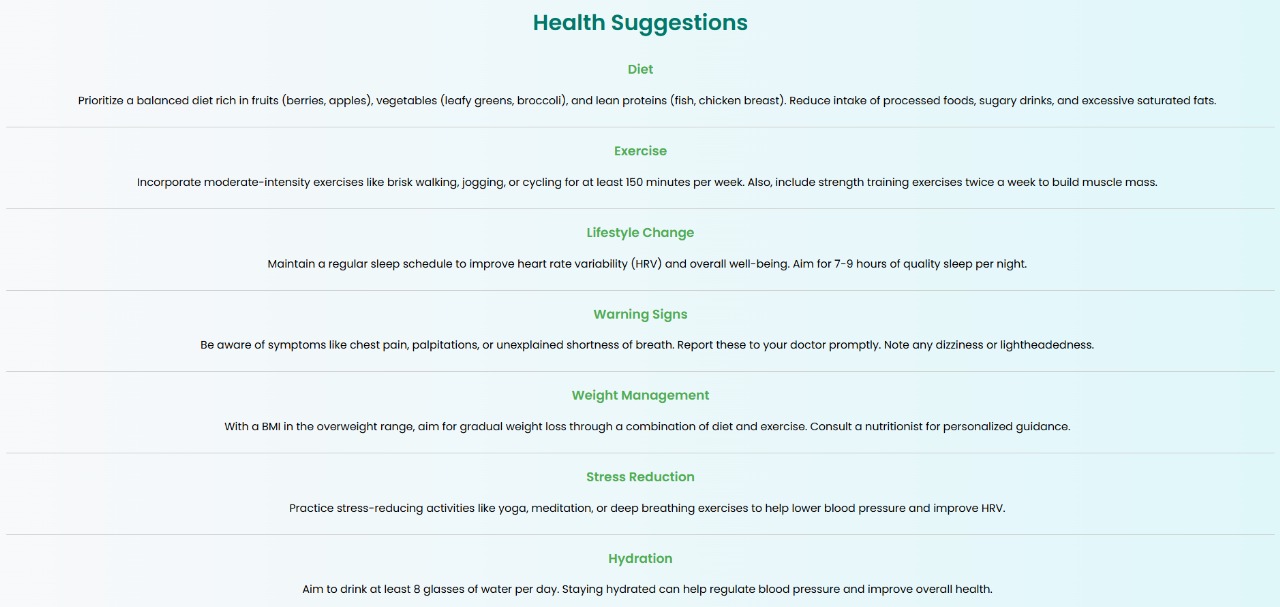 Health Suggestions
Diet
Prioritize a balanced diet rich in fruits (berries, apples), vegetables (leafy greens, broccoli), and lean proteins (fish, chicken breast). Reduce intake of processed foods, sugary drinks, and excessive saturated fats.
Exercise
Incorporate moderate-intensity exercises like brisk walking, jogging, or cycling for at least 150 minutes per week. Also, include strength training exercises twice a week to build muscle mass.
Lifestyle Change
Maintain a regular sleep schedule to improve heart rate variability (HRV) and overall well-being. Aim for 7-9 hours of quality sleep per night.
Warning Signs
Be aware of symptoms like chest pain, palpitations, or unexplained shortness of breath. Report these to your doctor promptly. Note any dizziness or lightheadedness.
Weight Management
With a BMI in the overweight range, aim for gradual weight loss through a combination of diet and exercise. Consult a nutritionist for personalized guidance.
Stress Reduction
Practice stress-reducing activities like yoga, meditation, or deep breathing exercises to help lower blood pressure and improve HRV.
Hydration
Aim to drink at least 8 glasses of water per day. Staying hydrated can help regulate blood pressure and improve overall health.